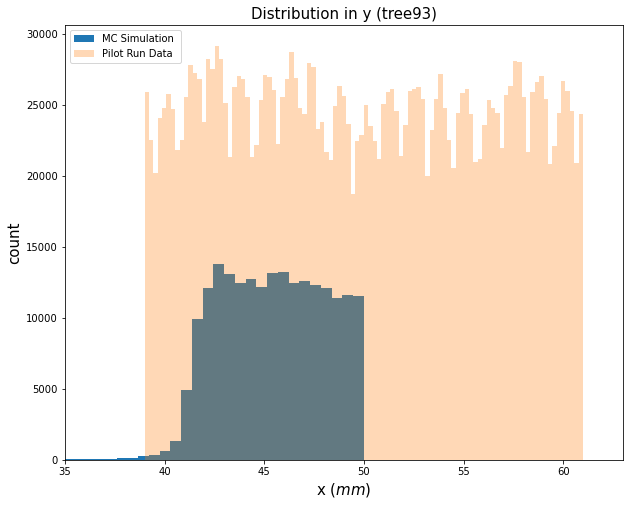 Distribution in y (tree93)
MC Simulation
Pilot Run Data
count
30000
25000
20000
15000
10000
5000
0
35 40 45 50 55 60
x (mm)